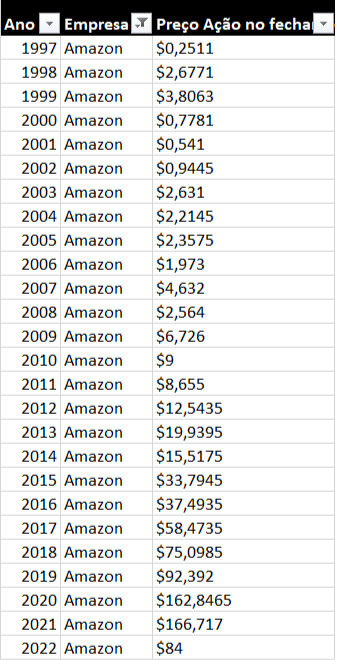 Ano Empresa Preço Ação no fecha
1997 Amazon $0,2511
1998 Amazon $2,6771
1999 Amazon $3,8063
2000 Amazon $0,7781
2001 Amazon $0,541
2002 Amazon $0,9445
2003 Amazon $2,631
2004 Amazon $2,2145
2005 Amazon $2,3575
2006 Amazon $1,973
2007 Amazon $4,632
2008 Amazon $2,564
2009 Amazon $6,726
2010 Amazon $9
2011 Amazon $8,655
2012 Amazon $12,5435
2013 Amazon $19,9395
2014 Amazon $15,5175
2015 Amazon $33,7945
2016 Amazon $37,4935
2017 Amazon $58,4735
2018 Amazon $75,0985
2019 Amazon $92,392
2020 Amazon $162,8465
2021 Amazon $166,717
2022 Amazon $84